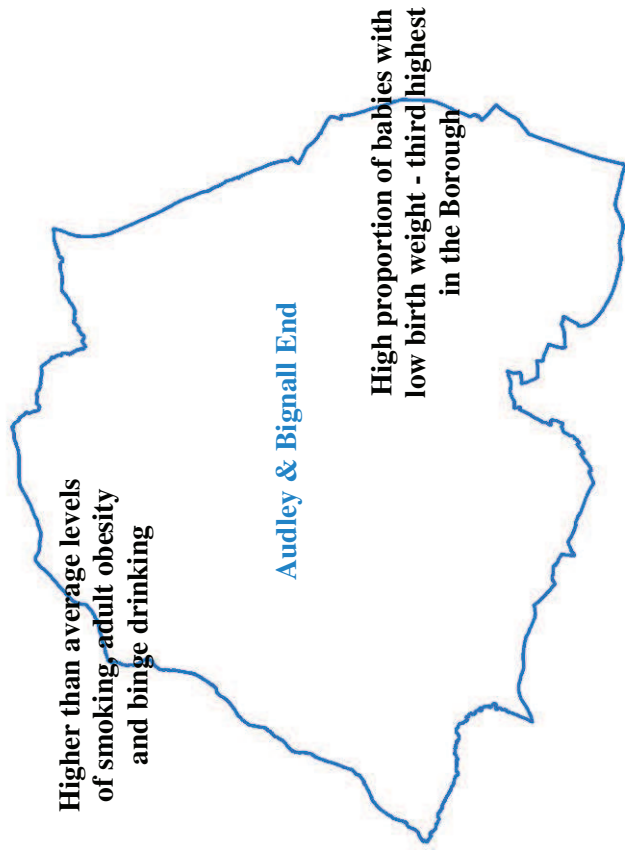 Higher than average levels
of smoking, adult obesity
and binge drinking
Audley & Bignall End
High proportion of babies with
low birth weight - third highest
in the Borough